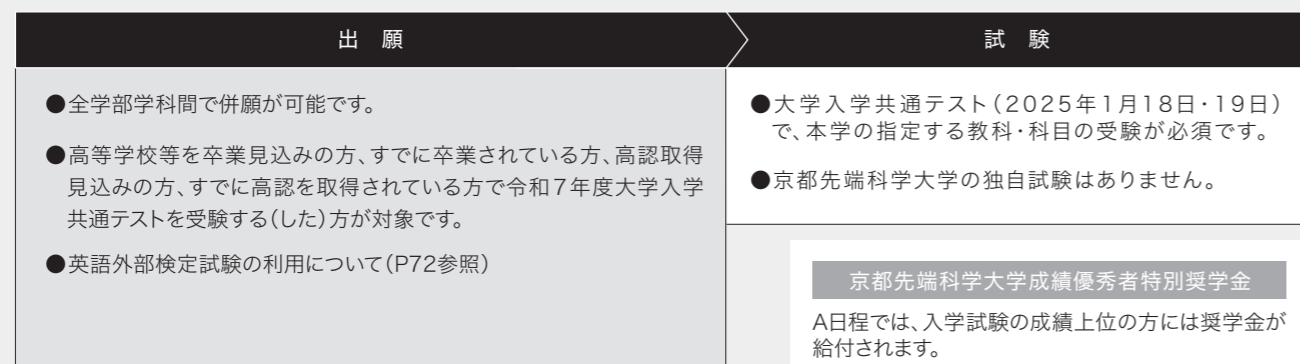 出 願
●全学部学科間で併願が可能です。
●高等学校等を卒業見込みの方、すでに卒業されている方、高認取得
見込みの方、すでに高認を取得されている方で令和7年度大学入学
共通テストを受験する(した)方が対象です。
●英語外部検定試験の利用について(P72参照)
試 験
●大学入学共通テスト(2025年1月18日・19日)
で、本学の指定する教科・科目の受験が必須です。
●京都先端科学大学の独自試験はありません。
京都先端科学大学成績優秀者特別奨学金
A日程では、入学試験の成績上位の方には奨学金が
給付されます。